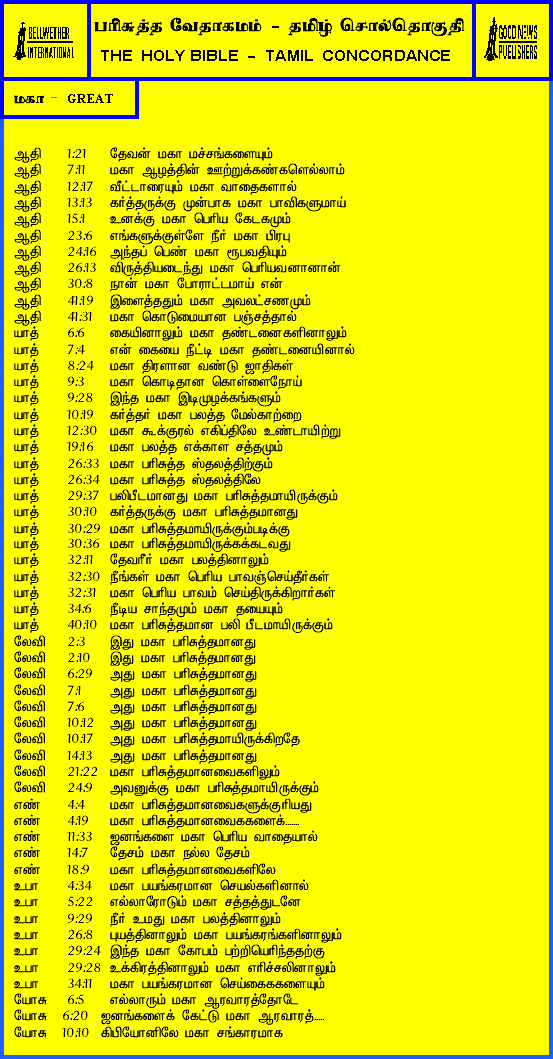 BELLWETHER
INTERNATIONAL
பரிசுத்த வேதாகமம் - தமிழ் சொல்தொகுதி
THE HOLY BIBLE - TAMIL CONCORDANCE
GOOD NEWS
PUBLISHERS
மகா - GREAT
ஆதி 1:21 தேவன் மகா மச்சங்களையும்
ஆதி 7:11 மகா ஆழத்தின் ஊற்றுக்கண்களெல்லாம்
ஆதி 12:17 வீட்டாரையும் மகா வாதைகளால்
ஆதி 13:13 கர்த்தருக்கு முன்பாக மகா பாவிகளுமாய்
ஆதி 15:1 உனக்கு மகா பெரிய கேடகமும்
ஆதி 23:6 எங்களுக்குள்ளே நீர் மகா பிரபு
ஆதி 24:16 அந்தப் பெண் மகா ரூபவதியும்
ஆதி 26:13 விருத்தியடைந்து மகா பெரியவனானான்
ஆதி 30:8 நான் மகா போராட்டமாய் என்
ஆதி 41:19 இளைத்ததும் மகா அவலட்சணமும்
ஆதி 41:31 மகா கொடுமையான பஞ்சத்தால்
யாத் 6:6 கையினாலும் மகா தண்டனைகளினாலும்
யாத் 7:4 என் கையை நீட்டி மகா தண்டனையினால்
யாத் 8:24 மகா திரளான வண்டு ஜாதிகள்
யாத் 9:3 மகா கொடிதான கொள்ளைநோய்
யாத் 9:28 இந்த மகா இடிமுழக்கங்களும்
யாத் 10:19 கர்த்தர் மகா பலத்த மேல்காற்றை
யாத் 12:30 மகா கூக்குரல் எகிப்திலே உண்டாயிற்று
யாத் 19:16 மகா பலத்த எக்காள சத்தமும்
யாத் 26:33 மகா பரிசுத்த ஸ்தலத்திற்கும்
யாத் 26:34 மகா பரிசுத்த ஸ்தலத்திலே
யாத் 29:37 பலிபீடமானது மகா பரிசுத்தமாயிருக்கும்
யாத் 30:10 கர்த்தருக்கு மகா பரிசுத்தமானது
யாத் 30:29 மகா பரிசுத்தமாயிருக்கும்படிக்கு
யாத் 30:36 மகா பரிசுத்தமாயிருக்கக்கடவது
யாத் 32:11 தேவரீர் மகா பலத்தினாலும்
யாத் 32:30 நீங்கள் மகா பெரிய பாவஞ்செய்தீர்கள்
யாத் 32:31 மகா பெரிய பாவம் செய்திருக்கிறார்கள்
யாத் 34:6 நீடிய சாந்தமும் மகா தயையும்
யாத் 40:10 மகா பரிசுத்தமான பலி பீடமாயிருக்கும்
லேவி 2:3 இது மகா பரிசுத்தமானது
லேவி 2:10 இது மகா பரிசுத்தமானது
லேவி 6:29 அது மகா பரிசுத்தமானது
லேவி 7:1 அது மகா பரிசுத்தமானது
லேவி 7:6 அது மகா பரிசுத்தமானது
லேவி 10:12 அது மகா பரிசுத்தமானது
லேவி 10:17 அது மகா பரிசுத்தமாயிருக்கிறதே
லேவி 14:13 அது மகா பரிசுத்தமானது
லேவி 21:22 மகா பரிசுத்தமானவைகளிலும்
லேவி 24:9 அவனுக்கு மகா பரிசுத்தமாயிருக்கும்
எண் 4:4 மகா பரிசுத்தமானவைகளுக்குரியது
எண் 4:19 மகா பரிசுத்தமானவைககளைக்.......
எண் 11:33 ஜனங்களை மகா பெரிய வாதையால்
எண் 14:7 தேசம் மகா நல்ல தேசம்
எண் 18:9 மகா பரிசுத்தமானவைகளிலே
உபா 4:34 மகா பயங்கரமான செயல்களினால்
உபா 5:22 எல்லாரோடும் மகா சத்தத்துடனே
உபா 9:29 நீர் உமது மகா பலத்தினாலும்
உபா 26:8 புயத்தினாலும் மகா பயங்கரங்களினாலும்
உபா 29:24 இந்த மகா கோபம் பற்றியெரிந்ததற்கு
உபா 29:28 உக்கிரத்தினாலும் மகா எரிச்சலினாலும்
உபா 34:11 மகா பயங்கரமான செய்கைககளையும்
யோசு 6:5 எல்லாரும் மகா ஆரவாரத்தோடே
யோசு 6:20 ஜனங்களைக் கேட்டு மகா ஆரவாரத்.....
யோசு 10:10 கிபியோனிலே மகா சங்காரமாக